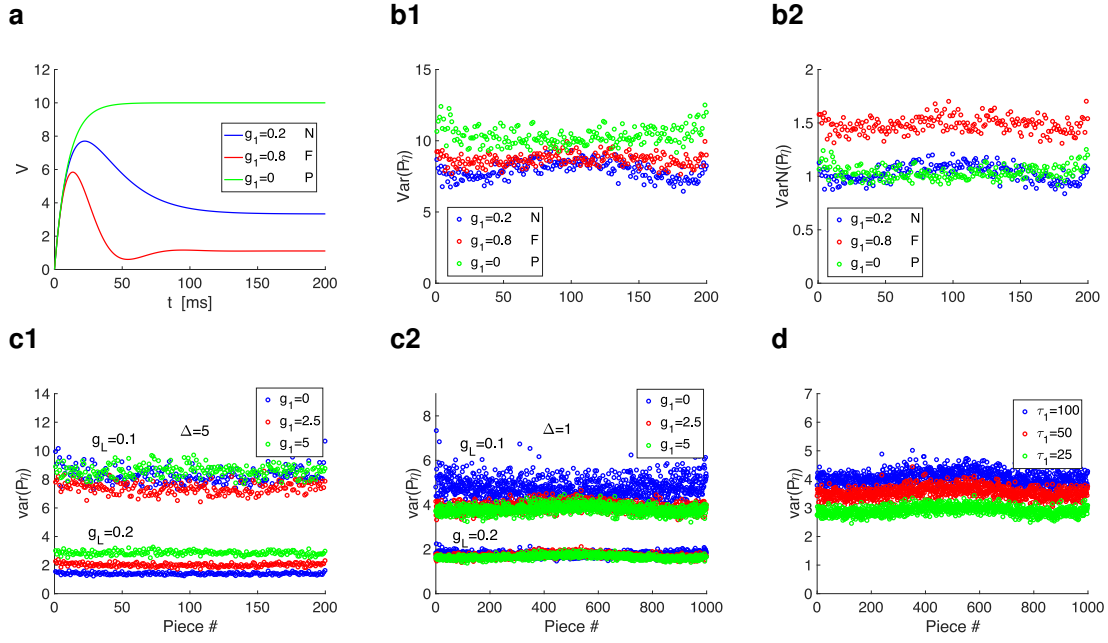 a
b1
b2
12
10
8
6
4
2
0
V
g1=0.2 N
g1=0.8 F
g1=0 P
0 50 100 150 200
t [ms]
15
10
5
0
Var(Pη)
g1=0.2 N
g1=0.8 F
g1=0 P
0 50 100 150 200
2
1.5
1
0.5
0
VarN(Pη)
g1=0.2 N
g1=0.8 F
g1=0 P
0 50 100 150 200
c1
c2
d
14
12
10
8
6
4
2
0
var(Pη)
g1=0
g1=2.5
g1=5
gL=0.1 Δ=5
gL=0.2
0 50 100 150 200
Piece #
8
6
4
2
0
var(Pη)
g1=0
g1=2.5
g1=5
gL=0.1 Δ=1
gL=0.2
0 200 400 600 800 1000
Piece #
7
6
5
4
3
2
1
0
var(Pη)
τ1=100
τ1=50
τ1=25
0 200 400 600 800 1000
Piece #